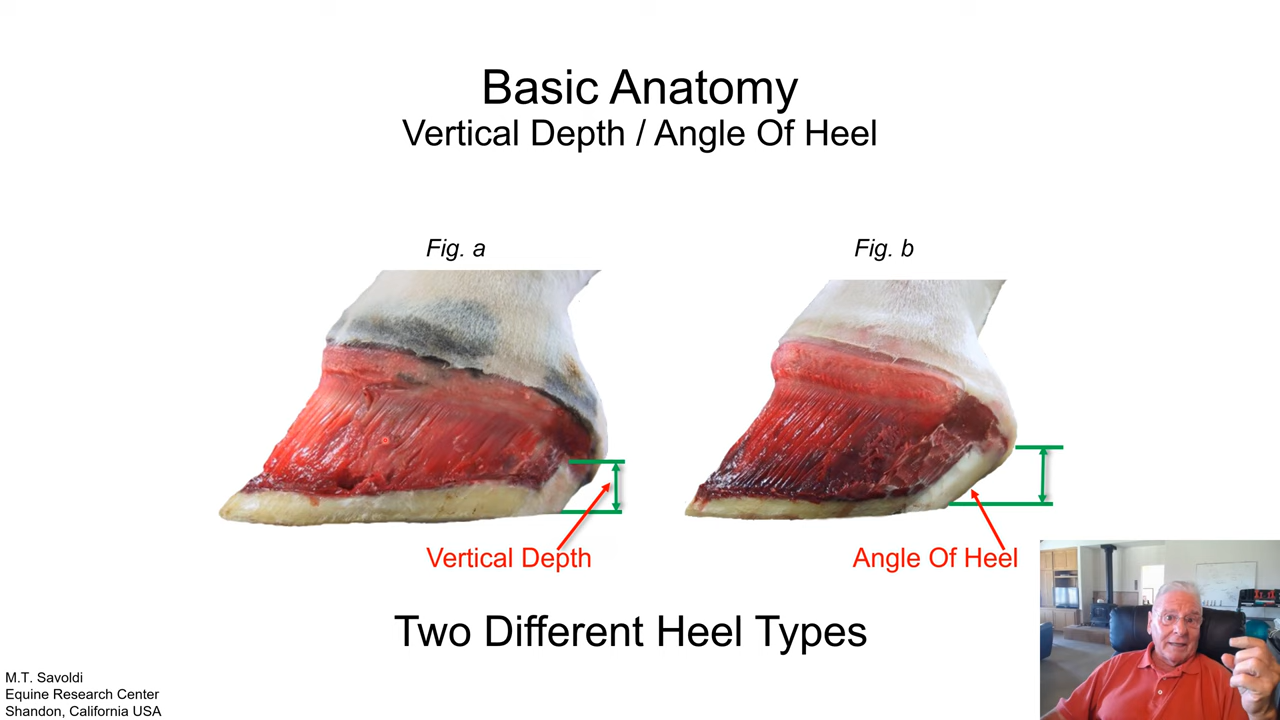 Basic Anatomy
Vertical Depth / Angle Of Heel
Fig. a
Fig. b
Vertical Depth
Angle Of Heel
Two Different Heel Types
M.T. Savoldi
Equine Research Center
Shandon, California USA